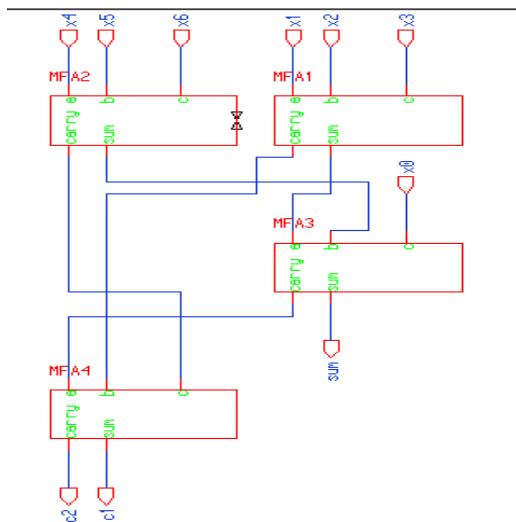 x4 x5 x6 x1 x2 x3
MFA2 MFA1
a b c a b c
carry sum carry sum
x0
MFA3
a b c
carry sum
sum
MFA4
a b c
carry sum
c2 c1